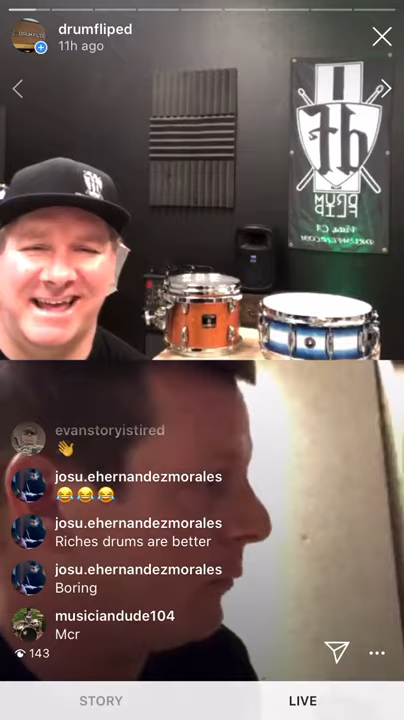 drumfliped
11h ago
DRUM
FLIP
evanstoryistired
👋
josu.ehernandezmorales
😂😂😂
josu.ehernandezmorales
Riches drums are better
josu.ehernandezmorales
Boring
musiciandude104
Mcr
143
STORY
LIVE